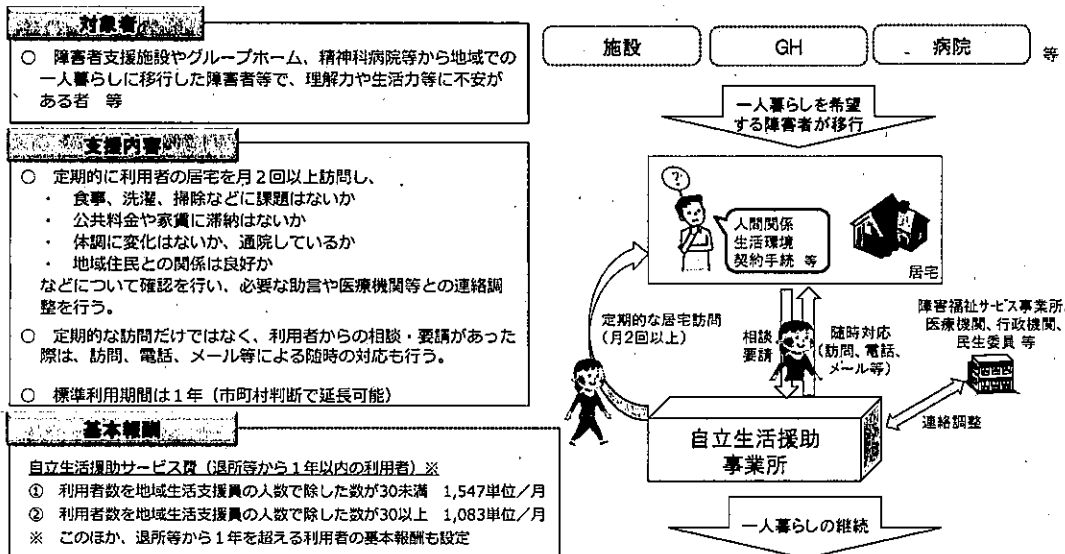 対象者
○ 障害者支援施設やグループホーム、精神科病院等から地域での
一人暮らしに移行した障害者等で、理解力や生活力等に不安が
ある者 等
支援内容
○ 定期的に利用者の居宅を月2回以上訪問し、
・ 食事、洗濯、掃除などに課題はないか
・ 公共料金や家賃に滞納はないか
・ 体調に変化はないか、通院しているか
・ 地域住民との関係は良好か
などについて確認を行い、必要な助言や医療機関等との連絡調
整を行う。
○ 定期的な訪問だけではなく、利用者からの相談・要請があった
際は、訪問、電話、メール等による随時の対応も行う。
○ 標準利用期間は1年（市町村判断で延長可能）
基本報酬
自立生活援助サービス費（退所等から1年以内の利用者）※
① 利用者数を地域生活支援員の人数で除した数が30未満 1,547単位／月
② 利用者数を地域生活支援員の人数で除した数が30以上 1,083単位／月
※ このほか、退所等から1年を超える利用者の基本報酬も設定
施設
GH
病院
等
一人暮らしを希望
する障害者が移行
?
人間関係
生活環境
契約手続 等
居宅
定期的な居宅訪問
（月2回以上）
相談
要請
随時対応
（訪問、電話、
メール等）
障害福祉サービス事業所、
医療機関、行政機関、
民生委員 等
連絡調整
自立生活援助
事業所
一人暮らしの継続